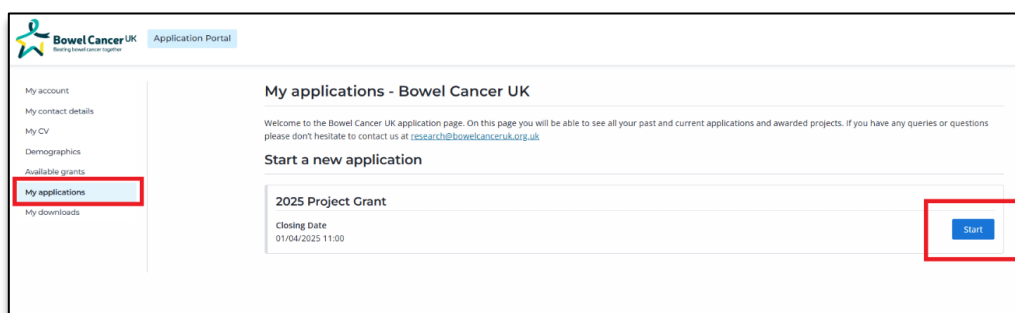 Bowel Cancer UK
Beating bowel cancer together
Application Portal
My account
My contact details
My CV
Demographics
Available grants
My applications
My downloads
My applications - Bowel Cancer UK
Welcome to the Bowel Cancer UK application page. On this page you will be able to see all your past and current applications and awarded projects. If you have any queries or questions
please don't hesitate to contact us at research@bowelcanceruk.org.uk
Start a new application
2025 Project Grant
Closing Date
01/04/2025 11:00
Start